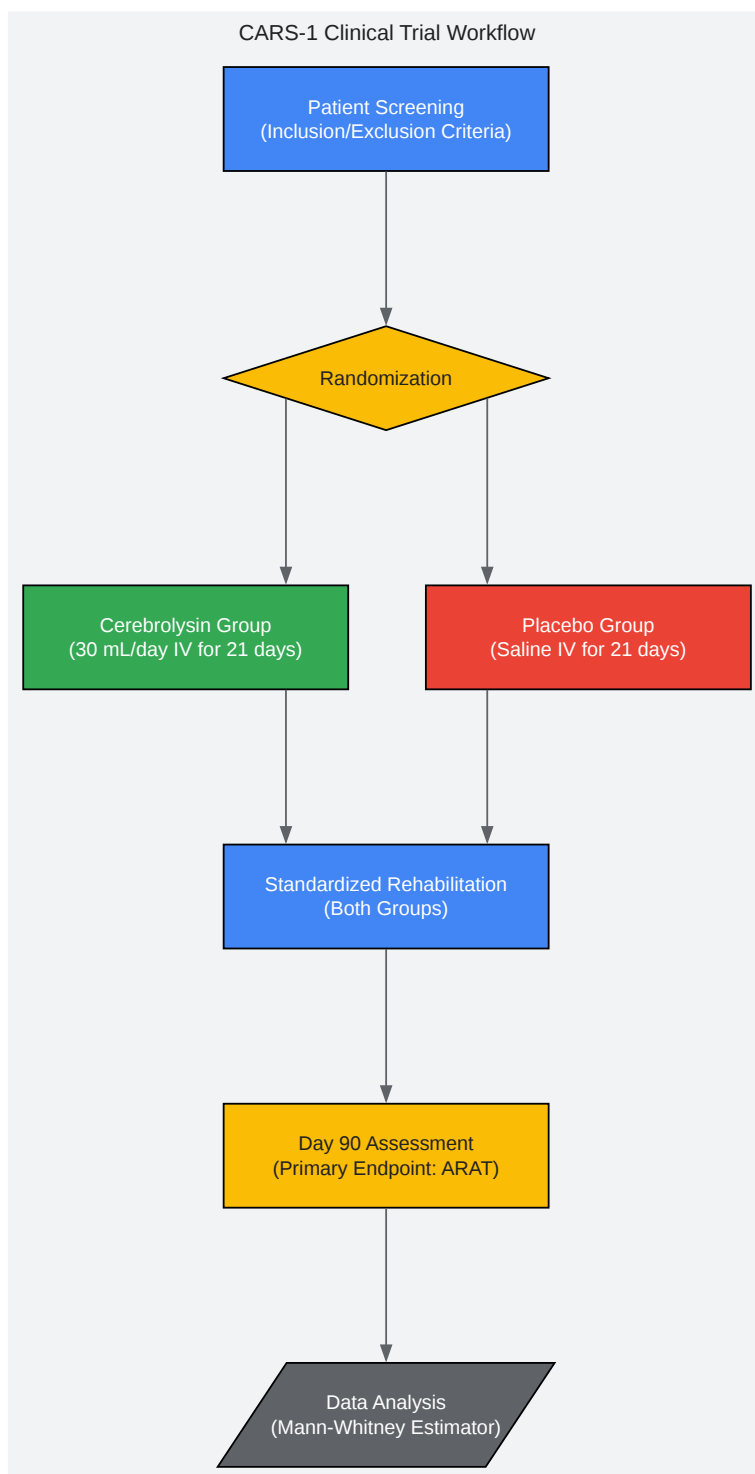 CARS-1 Clinical Trial Workflow
Patient Screening
(Inclusion/Exclusion Criteria)
Randomization
Cerebrolysin Group
(30 mL/day IV for 21 days)
Placebo Group
(Saline IV for 21 days)
Standardized Rehabilitation
(Both Groups)
Day 90 Assessment
(Primary Endpoint: ARAT)
Data Analysis
(Mann-Whitney Estimator)